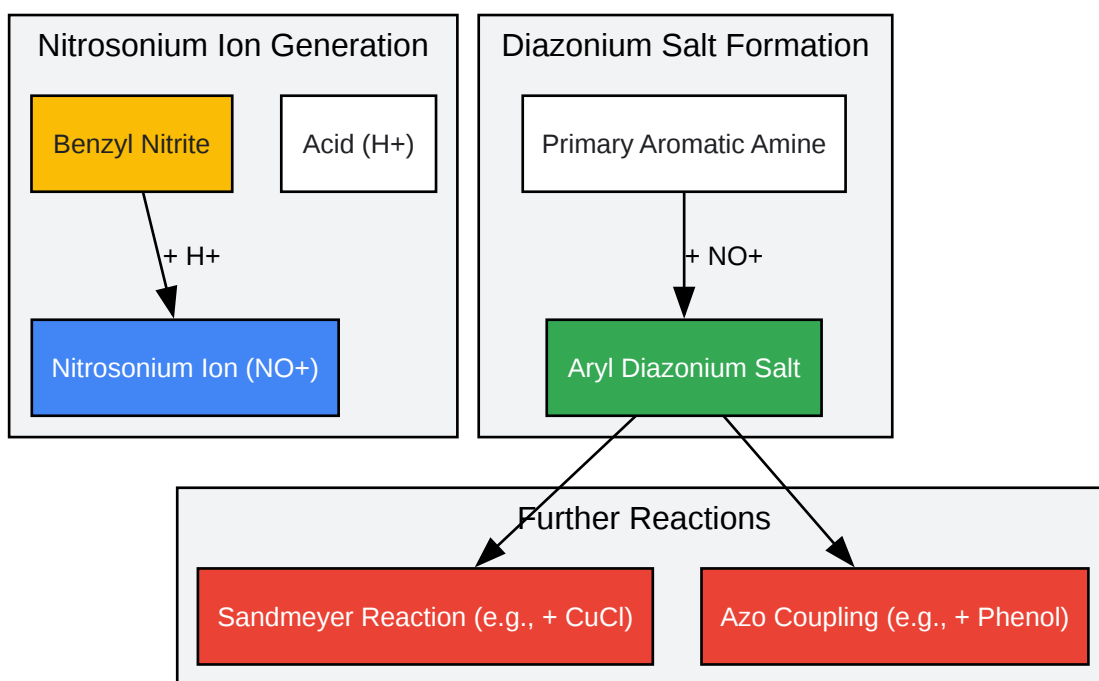 Nitrosonium Ion Generation
Benzyl Nitrite
Acid (H+)
+ H+
Nitrosonium Ion (NO+)
Diazonium Salt Formation
Primary Aromatic Amine
+ NO+
Aryl Diazonium Salt
Further Reactions
Sandmeyer Reaction (e.g., + CuCl)
Azo Coupling (e.g., + Phenol)